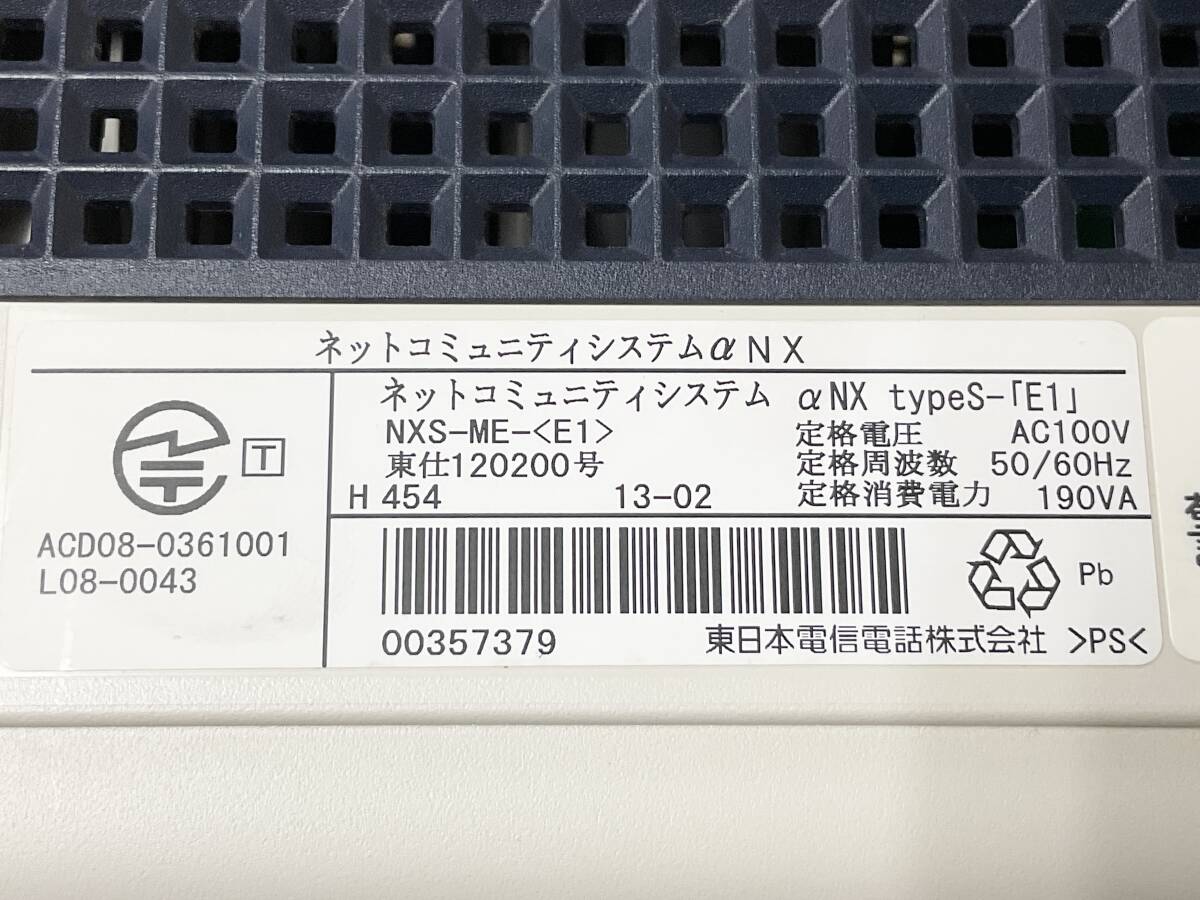 ネットコミュニティシステムαNX
ネットコミュニティシステム αNX typeS-「E1」
NXS-ME-<E1> 定格電圧 AC100V
東仕120200号 定格周波数 50/60Hz
H 454 13-02 定格消費電力 190VA
T
ACD08-0361001
L08-0043
Pb
00357379 東日本電信電話株式会社 >PS<